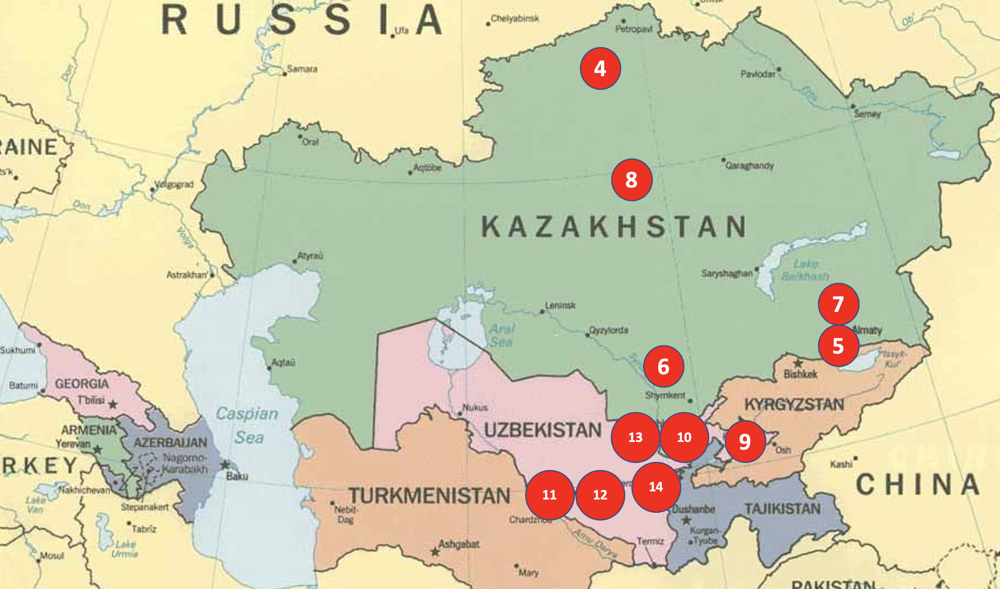 RUSSIA
Ufa
Chelyabinsk
Petropavl
4
Samara
Don
Ob'
Pavlodar
Semey
Oral
Aqtöbe
8
Qaraghandy
Volgograd
Don
KAZAKHSTAN
Volga
Atyraū
Astrakhan'
Saryshaghan
Lake
Balkhash
7
Leninsk
Aral
Sea
Qyzylorda
Almaty
5
Sukhumi
Aqtaū
6
Issyk-
Kul'
Bishkek
Batumi
GEORGIA
T'bilisi
Shymkent
KYRGYZSTAN
Caspian
Sea
Nukus
UZBEKISTAN
ARMENIA
Yerevan
AZERBAIJAN
13
10
9
Osh
Nagorno-
Karabakh
RKEY
Baku
Kashi
CHINA
Nakhichevan
Lake
Van
Stepanakert
TURKMENISTAN
11
12
14
Nebit-
Dag
Dushanbe
TAJIKISTAN
Tabrīz
Kurgan-
Tyube
Lake
Urmia
Ashgabat
Amu Darya
Termiz
Mosul
Mary
PAKISTAN
RAINE